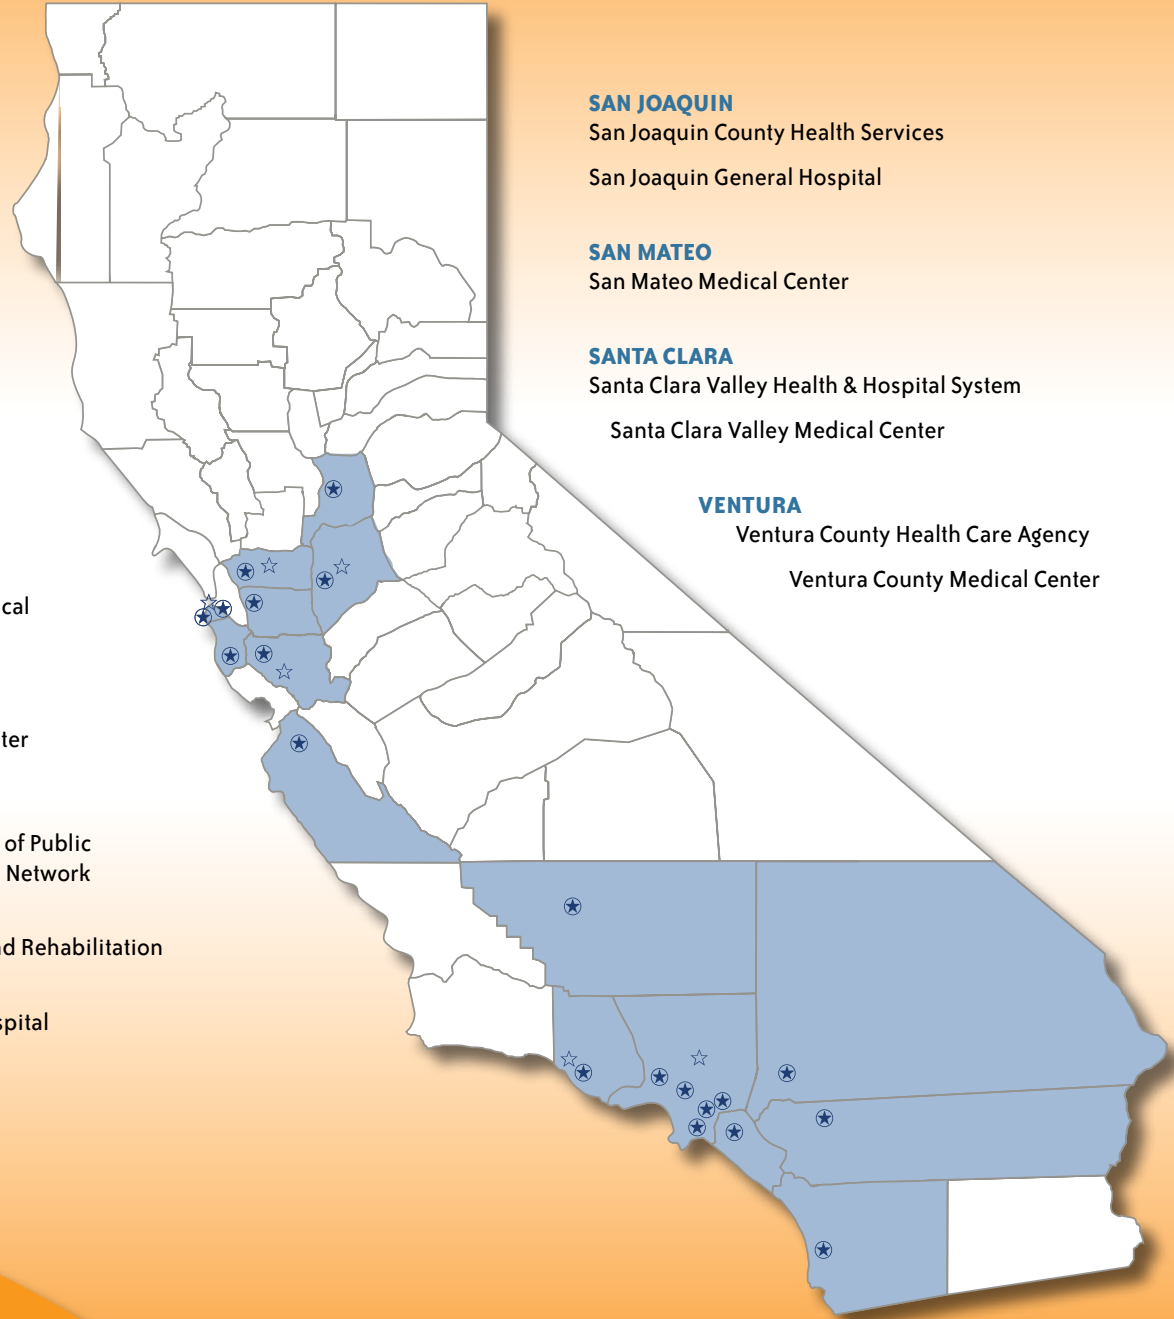 SAN JOAQUIN
San Joaquin County Health Services
San Joaquin General Hospital
SAN MATEO
San Mateo Medical Center
SANTA CLARA
Santa Clara Valley Health & Hospital System
Santa Clara Valley Medical Center
VENTURA
Ventura County Health Care Agency
Ventura County Medical Center
cal
ter
of Public
Network
d Rehabilitation
spital